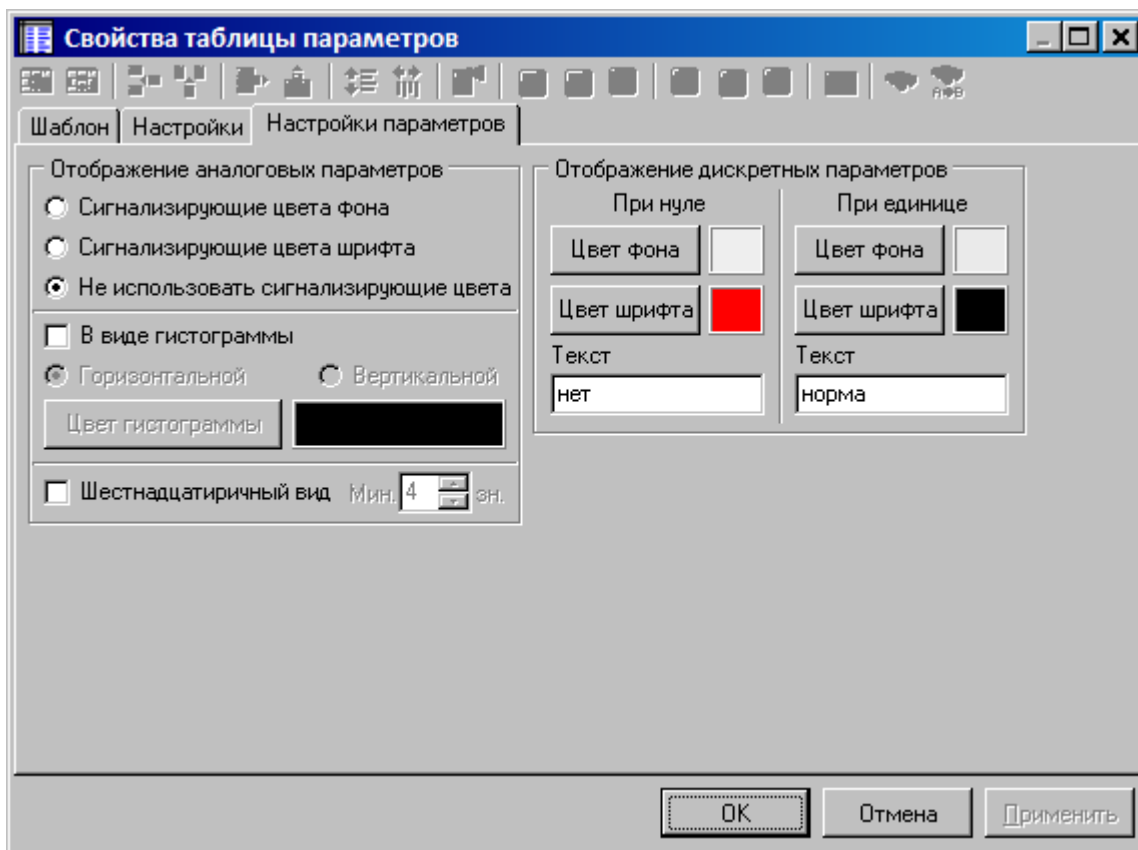 Свойства таблицы параметров
A⇒B
Шаблон Настройки Настройки параметров
Отображение аналоговых параметров
Сигнализирующие цвета фона
Сигнализирующие цвета шрифта
Не использовать сигнализирующие цвета
В виде гистограммы
Горизонтальной Вертикальной
Цвет гистограммы
Шестнадцатиричный вид Мин. 4 зн.
Отображение дискретных параметров
При нуле При единице
Цвет фона Цвет фона
Цвет шрифта Цвет шрифта
Текст Текст
нет норма
OK Отмена Применить